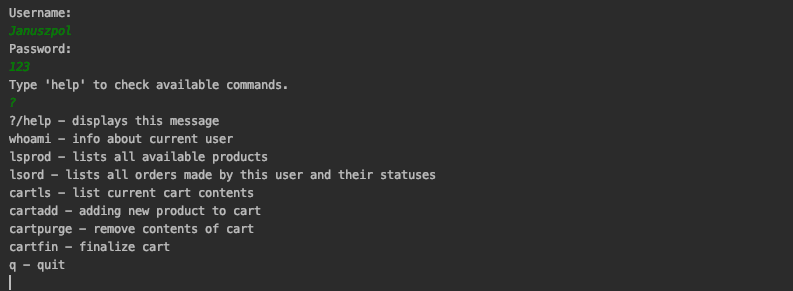 Username:
Januszpol
Password:
123
Type 'help' to check available commands.
?
?/help – displays this message
whoami – info about current user
lsprod – lists all available products
lsord – lists all orders made by this user and their statuses
cartls – list current cart contents
cartadd – adding new product to cart
cartpurge – remove contents of cart
cartfin – finalize cart
q – quit